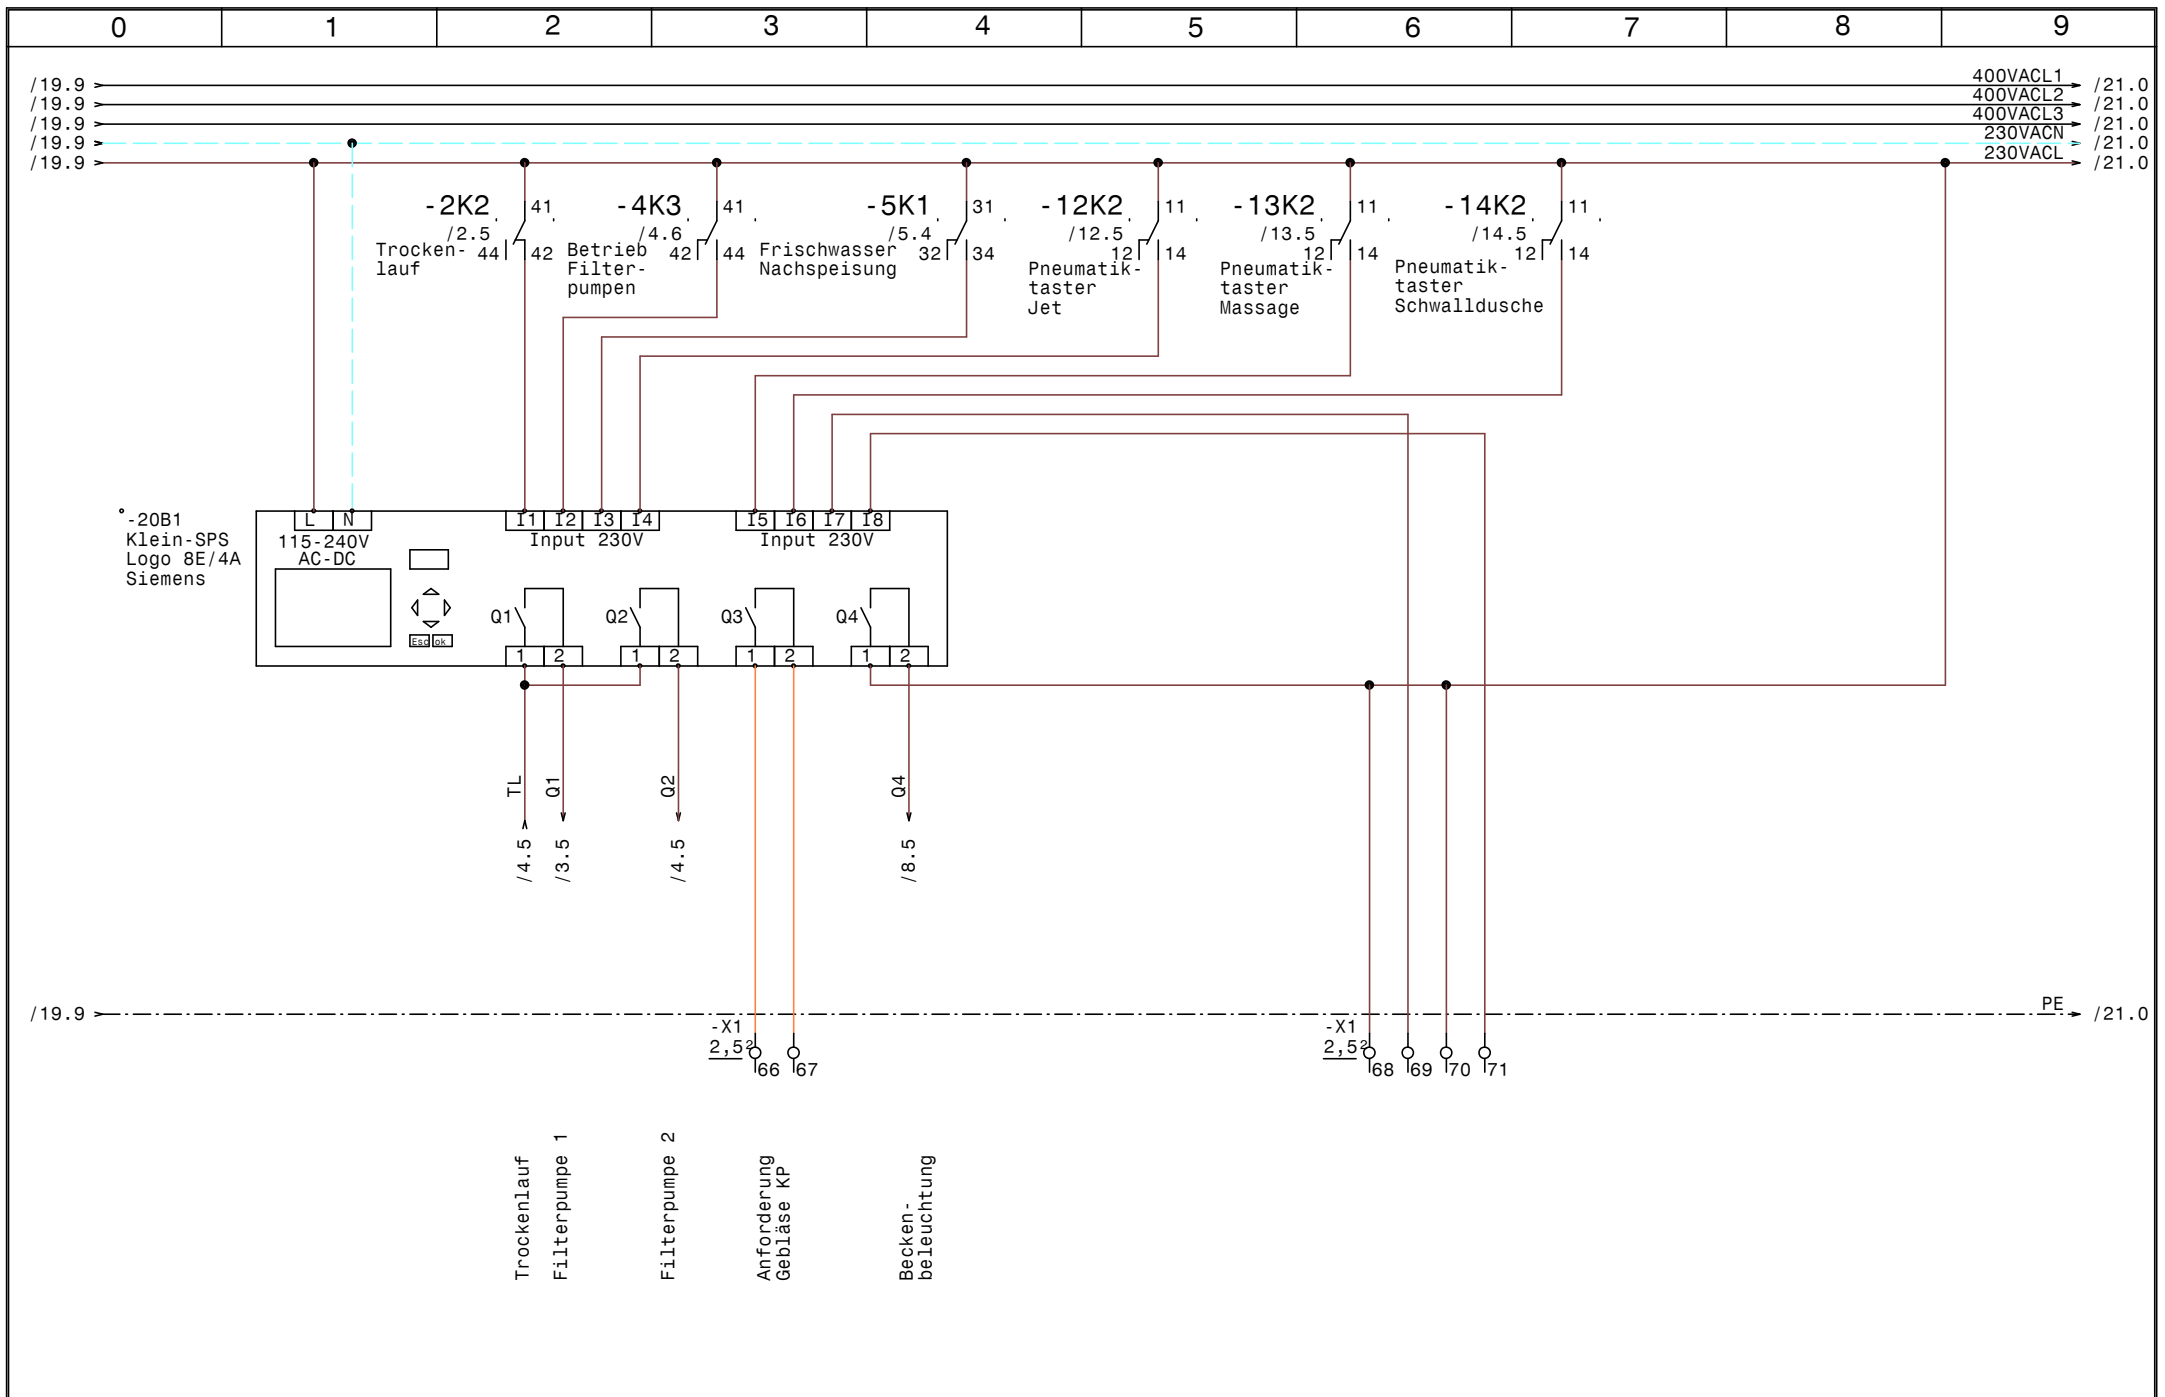 0 1 2 3 4 5 6 7 8 9
/19.9 400VACL1 /21.0
/19.9 400VACL2 /21.0
/19.9 400VACL3 /21.0
/19.9 230VACN /21.0
/19.9 230VACL /21.0
-2K2 41
/2.5
Trocken- 44 42
lauf
-4K3 41
/4.6
Betrieb 42 44
Filter-
pumpen
-5K1 31
/5.4
Frischwasser 32 34
Nachspeisung
-12K2 11
/12.5
12 14
Pneumatik-
taster
Jet
-13K2 11
/13.5
12 14
Pneumatik-
taster
Massage
-14K2 11
/14.5
12 14
Pneumatik-
taster
Schwalldusche
-20B1
Klein-SPS
Logo 8E/4A
Siemens
L N
115-240V
AC-DC
I1 I2 I3 I4
Input 230V
I5 I6 I7 I8
Input 230V
Esc ok
Q1 Q2 Q3 Q4
1 2 1 2 1 2 1 2
TL Q1 Q2 Q4
/4.5 /3.5 /4.5 /8.5
/19.9 PE /21.0
-X1
2,5²
66 67
-X1
2,5²
68 69 70 71
Trockenlauf
Filterpumpe 1
Filterpumpe 2
Anforderung
Gebläse KP
Becken-
beleuchtung